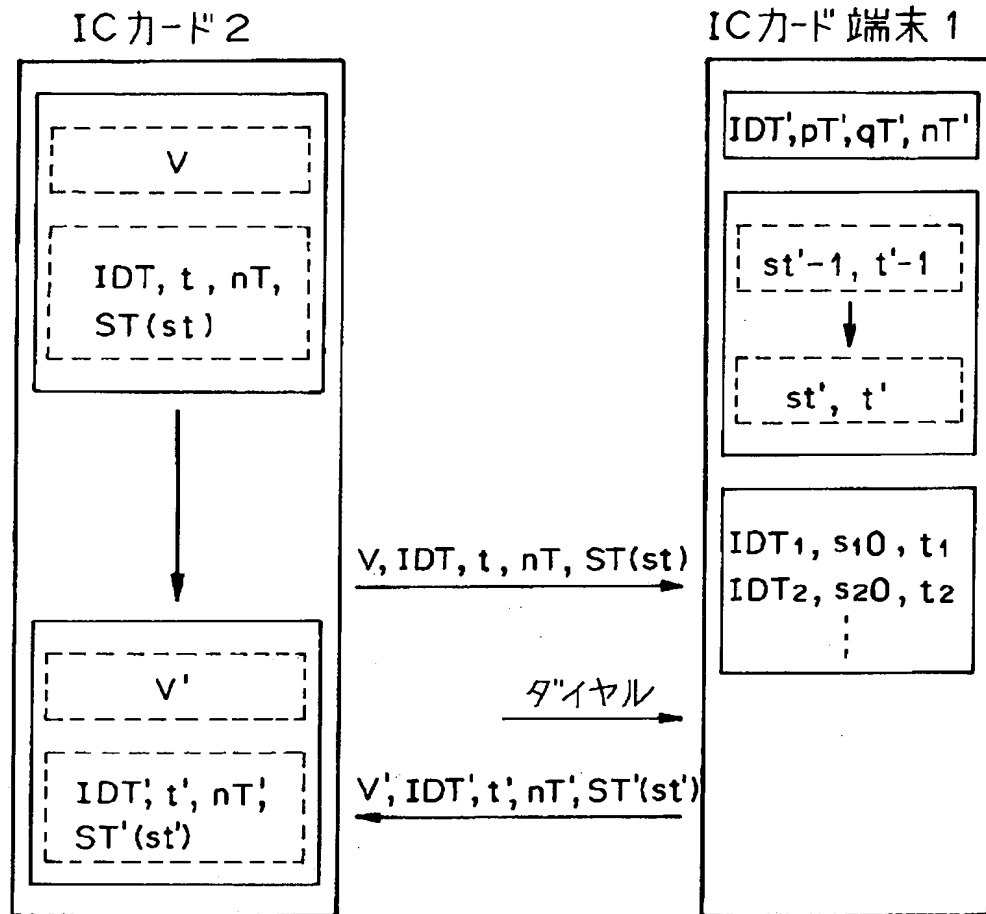 ICカード2
V
IDT, t, nT,
ST(st)
V'
IDT', t', nT',
ST'(st')
V, IDT, t, nT, ST(st)
ダイヤル
V', IDT', t', nT', ST'(st')
ICカード端末1
IDT', pT', qT', nT'
st'-1, t'-1
st', t'
IDT1, s10, t1
IDT2, s20, t2